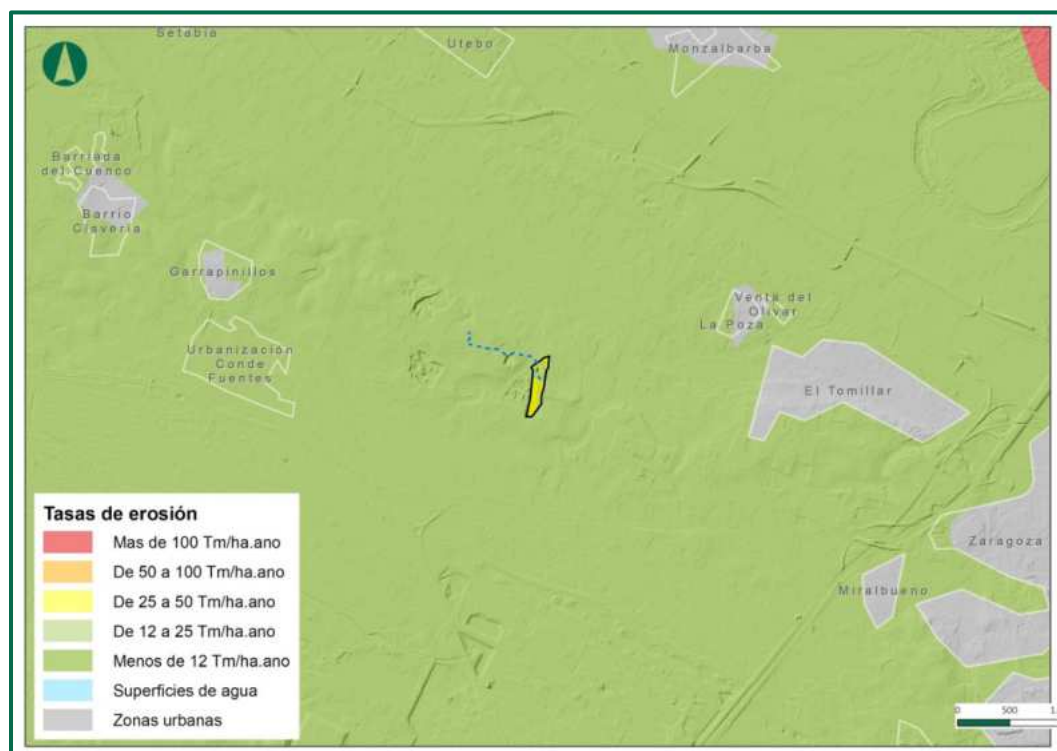 Setabia
Utebo
Monzalbarba
Barriada
del Cuenco
Barrio
Claveria
Garrapinillos
Venta del
Oliver
La Poza
Urbanización
Conde
Fuentes
El Tomillar
Zaragoza
Miralbueno
Tasas de erosión
Mas de 100 Tm/ha.ano
De 50 a 100 Tm/ha.ano
De 25 a 50 Tm/ha.ano
De 12 a 25 Tm/ha.ano
Menos de 12 Tm/ha.ano
Superficies de agua
Zonas urbanas
0 500